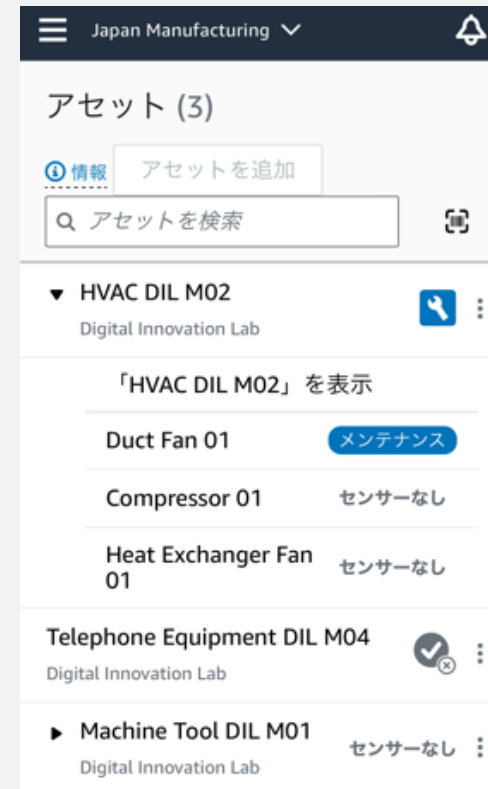 Japan Manufacturing
アセット (3)
情報
アセットを追加
アセットを検索
HVAC DIL M02
Digital Innovation Lab
「HVAC DIL M02」を表示
Duct Fan 01
メンテナンス
Compressor 01
センサーなし
Heat Exchanger Fan
01
センサーなし
Telephone Equipment DIL M04
Digital Innovation Lab
Machine Tool DIL M01
センサーなし
Digital Innovation Lab